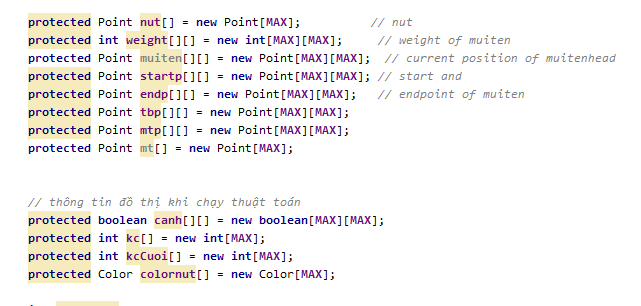 protected Point nut[] = new Point[MAX]; // nut
protected int weight[][] = new int[MAX][MAX]; // weight of muiten
protected Point muiten[][] = new Point[MAX][MAX]; // current position of muitenhead
protected Point startp[][] = new Point[MAX][MAX]; // start and
protected Point endp[][] = new Point[MAX][MAX]; // endpoint of muiten
protected Point tbp[][] = new Point[MAX][MAX];
protected Point mtp[][] = new Point[MAX][MAX];
protected Point mt[] = new Point[MAX];
// thông tin đồ thị khi chạy thuật toán
protected boolean canh[][] = new boolean[MAX][MAX];
protected int kc[] = new int[MAX];
protected int kcCuoi[] = new int[MAX];
protected Color colornut[] = new Color[MAX];